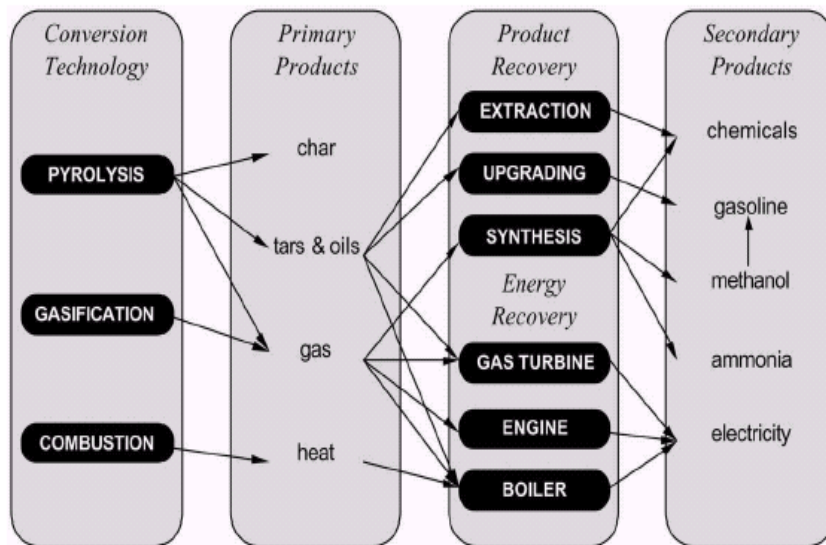 Conversion
Technology
PYROLYSIS
GASIFICATION
COMBUSTION
Primary
Products
char
tars & oils
gas
heat
Product
Recovery
EXTRACTION
UPGRADING
SYNTHESIS
Energy
Recovery
GAS TURBINE
ENGINE
BOILER
Secondary
Products
chemicals
gasoline
methanol
ammonia
electricity